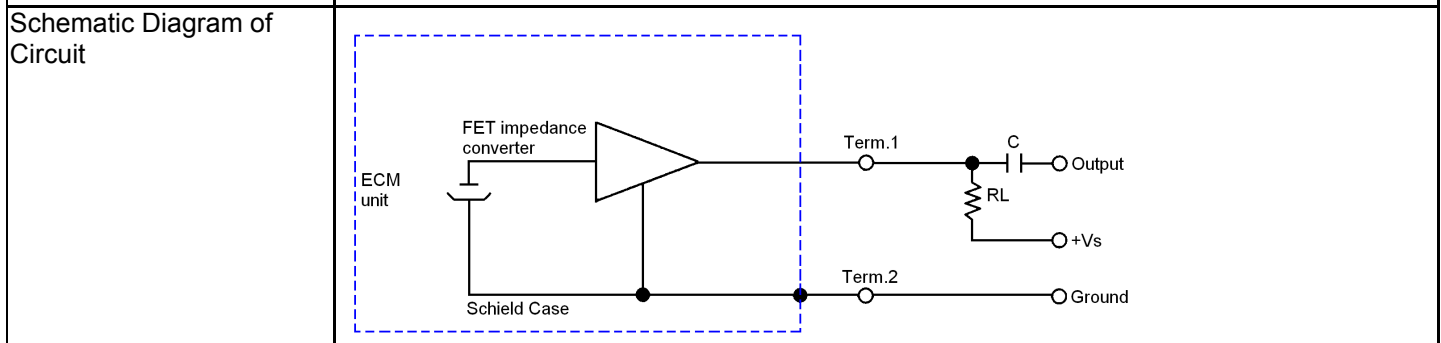 Schematic Diagram of
Circuit
FET impedance
converter
ECM
unit
Schield Case
Term.1
C
Output
RL
+Vs
Term.2
Ground